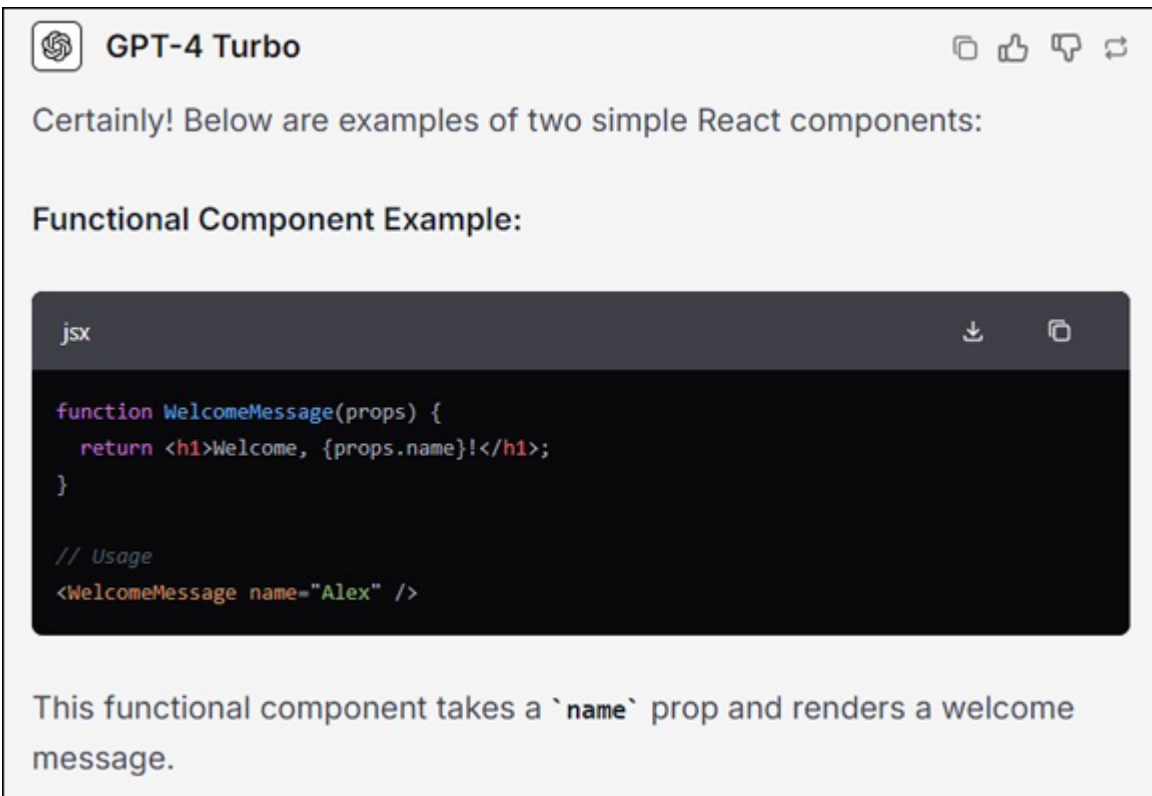 GPT-4 Turbo
Certainly! Below are examples of two simple React components:
Functional Component Example:
jsx
function WelcomeMessage(props) {
  return <h1>Welcome, {props.name}!</h1>;
}
// Usage
<WelcomeMessage name="Alex" />
This functional component takes a `name` prop and renders a welcome
message.